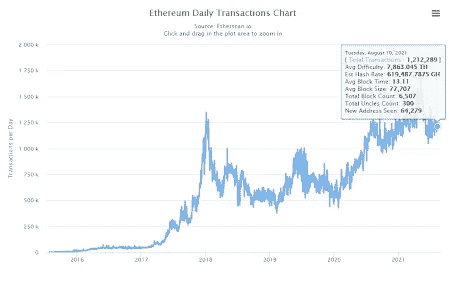 Ethereum Daily Transactions Chart
Source: Etherscan.io
Click and drag in the plot area to zoom in
Tuesday, August 10, 2021
[ Total Transactions: 1,232,289 ]
Avg Difficulty: 7,863.045 TH
Est Hash Rate: 619,487.7875 GH
Avg Block Time: 13.11
Avg Block Size: 77,707
Total Block Count: 6,507
Total Uncles Count: 300
New Address Seen: 64,279
Transactions per Day
2 000 k
1 750 k
1 500 k
1 250 k
1 000 k
750 k
500 k
250 k
0
2016 2017 2018 2019 2020 2021